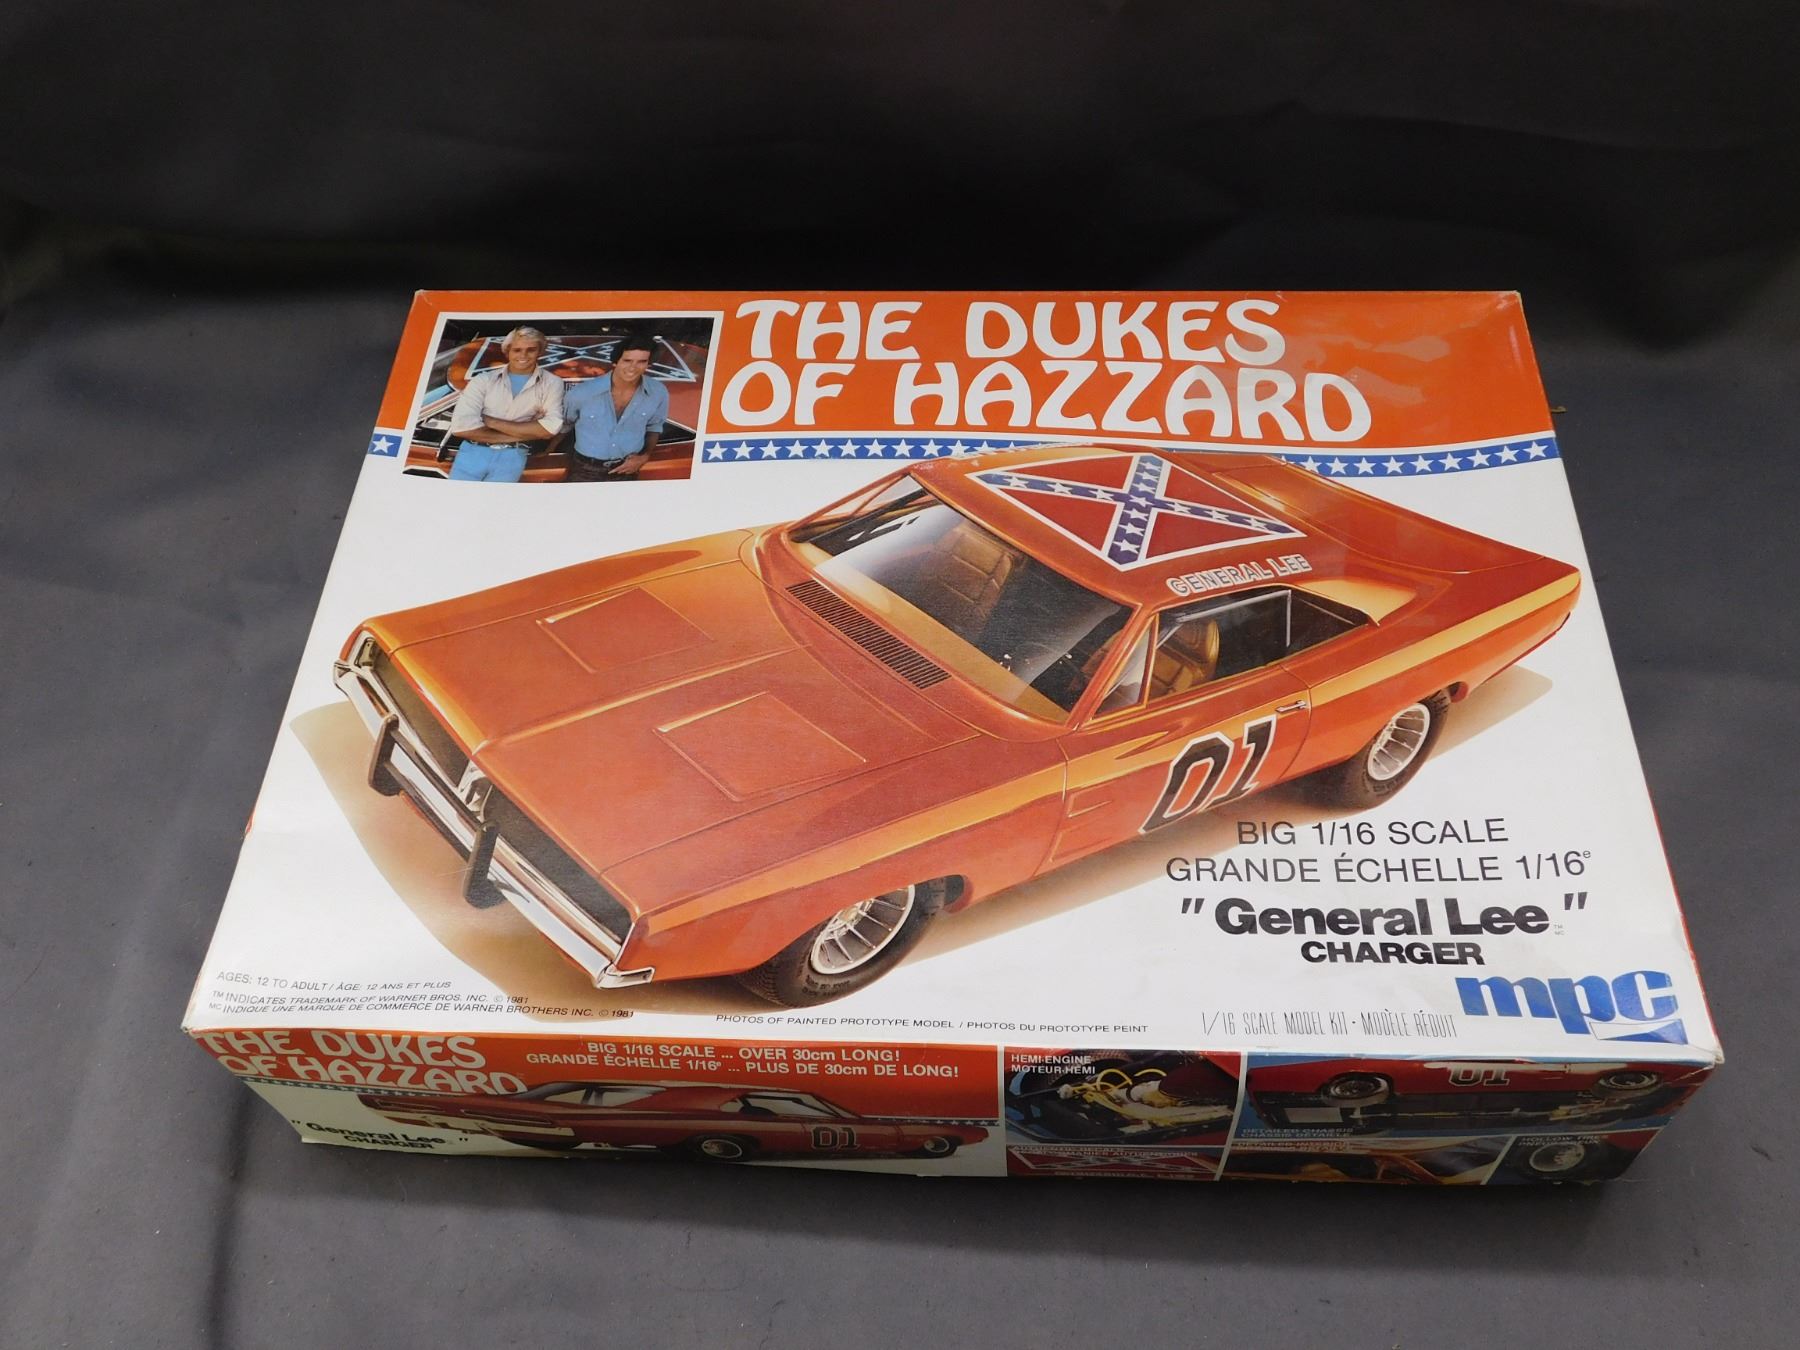 THE DUKES
OF HAZZARD
GENERAL LEE
01
BIG 1/16 SCALE
GRANDE ÉCHELLE 1/16e
"General Lee™"
MC
CHARGER
mpc
1/16 SCALE MODEL KIT • MODÈLE RÉDUIT
AGES: 12 TO ADULT / ÂGE: 12 ANS ET PLUS
™ INDICATES TRADEMARK OF WARNER BROS. INC. © 1981
MC INDIQUE UNE MARQUE DE COMMERCE DE WARNER BROTHERS INC. © 1981
PHOTOS OF PAINTED PROTOTYPE MODEL / PHOTOS DU PROTOTYPE PEINT
THE DUKES
OF HAZZARD
BIG 1/16 SCALE ... OVER 30cm LONG!
GRANDE ÉCHELLE 1/16e ... PLUS DE 30cm DE LONG!
"General Lee"
CHARGER
01
HEMI-ENGINE
MOTEUR-HÉMI
01
DETAILED CHASSIS
CHÂSSIS DÉTAILLÉ
HOLLOW TIRES